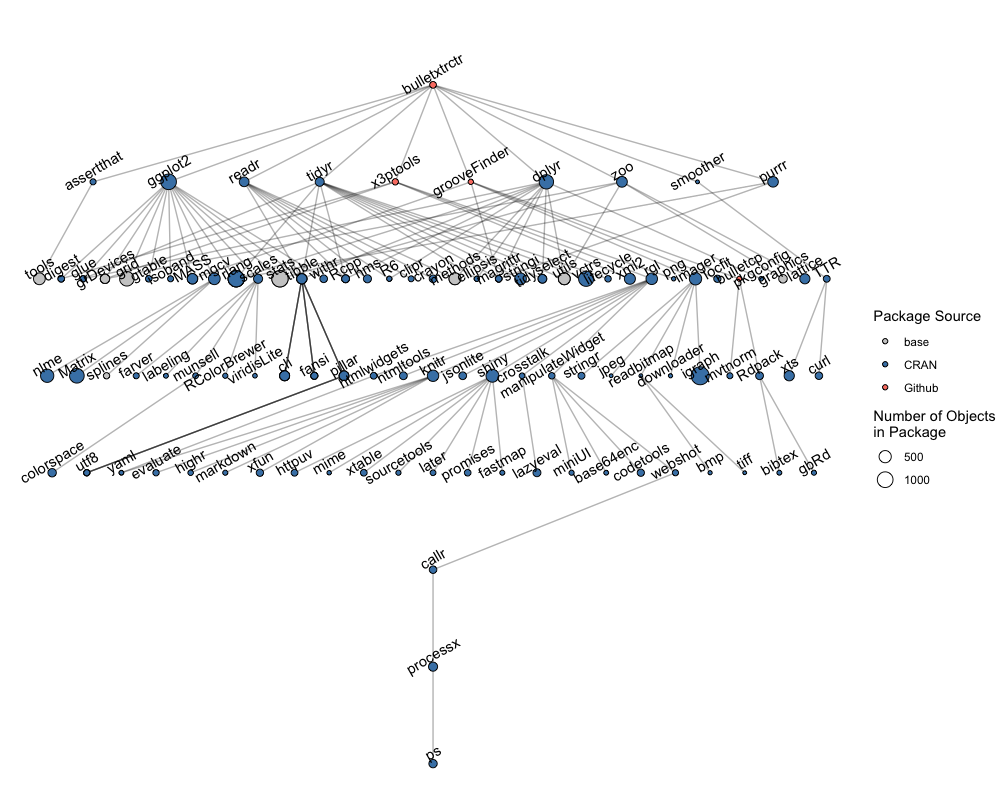 bulletxtrctr
assertthat
ggplot2
readr
tidyr
x3ptools
grooveFinder
dplyr
zoo
smoother
purrr
tools
digest
glue
grDevices
grid
gtable
isoband
MASS
mgcv
rlang
scales
stats
tibble
withr
Rcpp
hms
R6
clipr
crayon
methods
ellipsis
magrittr
stringi
tidyselect
utils
vctrs
lifecycle
xml2
rgl
png
imager
locfit
bulletcp
pkgconfig
graphics
lattice
TTR
nlme
Matrix
splines
farver
labeling
munsell
RColorBrewer
viridisLite
cli
fansi
pillar
htmlwidgets
htmltools
knitr
jsonlite
shiny
crosstalk
manipulateWidget
stringr
jpeg
readbitmap
downloader
igraph
mvtnorm
Rdpack
xts
curl
colorspace
utf8
yaml
evaluate
highr
markdown
xfun
httpuv
mime
xtable
sourcetools
later
promises
fastmap
lazyeval
miniUI
base64enc
codetools
webshot
bmp
tiff
bibtex
gbRd
callr
processx
ps
Package Source
base
CRAN
Github
Number of Objects
in Package
500
1000